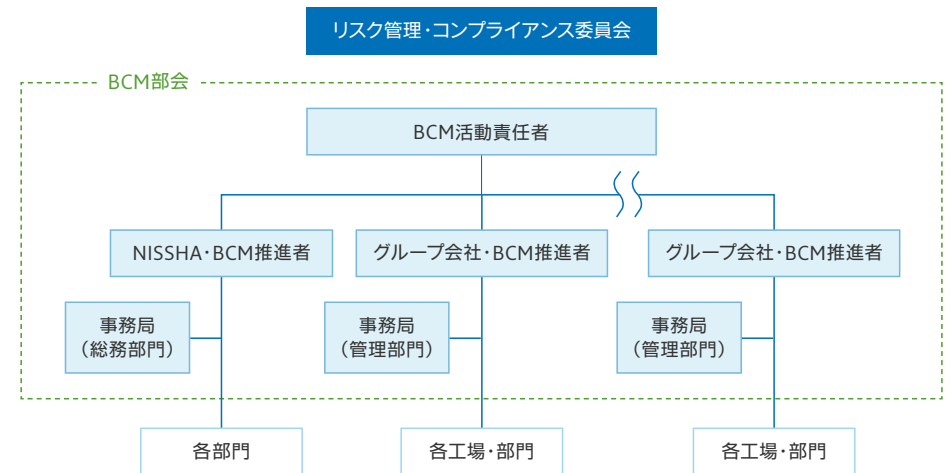 リスク管理・コンプライアンス委員会
BCM部会
BCM活動責任者
NISSHA・BCM推進者
グループ会社・BCM推進者
グループ会社・BCM推進者
事務局
（総務部門）
事務局
（管理部門）
事務局
（管理部門）
各部門
各工場・部門
各工場・部門